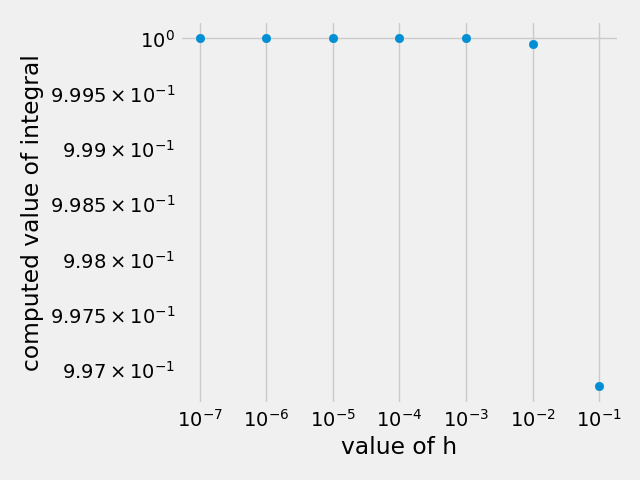 computed value of integral
10⁰
9.995 × 10⁻¹
9.99 × 10⁻¹
9.985 × 10⁻¹
9.98 × 10⁻¹
9.975 × 10⁻¹
9.97 × 10⁻¹
10⁻⁷ 10⁻⁶ 10⁻⁵ 10⁻⁴ 10⁻³ 10⁻² 10⁻¹
value of h